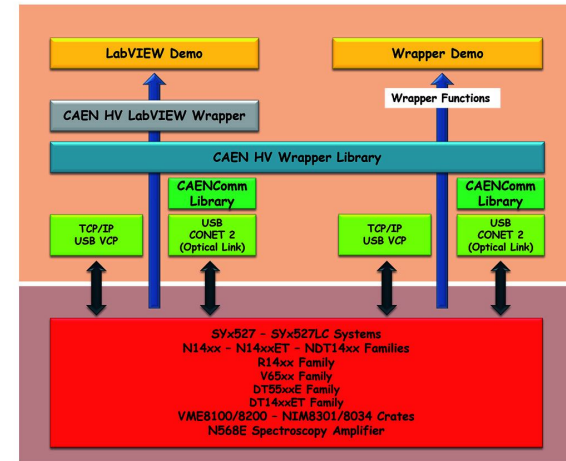 LabVIEW Demo
Wrapper Demo
Wrapper Functions
CAEN HV LabVIEW Wrapper
CAEN HV Wrapper Library
CAENComm
Library
CAENComm
Library
TCP/IP
USB VCP
USB
CONET 2
(Optical Link)
TCP/IP
USB VCP
USB
CONET 2
(Optical Link)
SYx527 – SYx527LC Systems
N14xx – N14xxET – NDT14xx Families
R14xx Family
V65xx Family
DT55xxE Family
DT14xxET Family
VME8100/8200 – NIM8301/8034 Crates
N568E Spectroscopy Amplifier